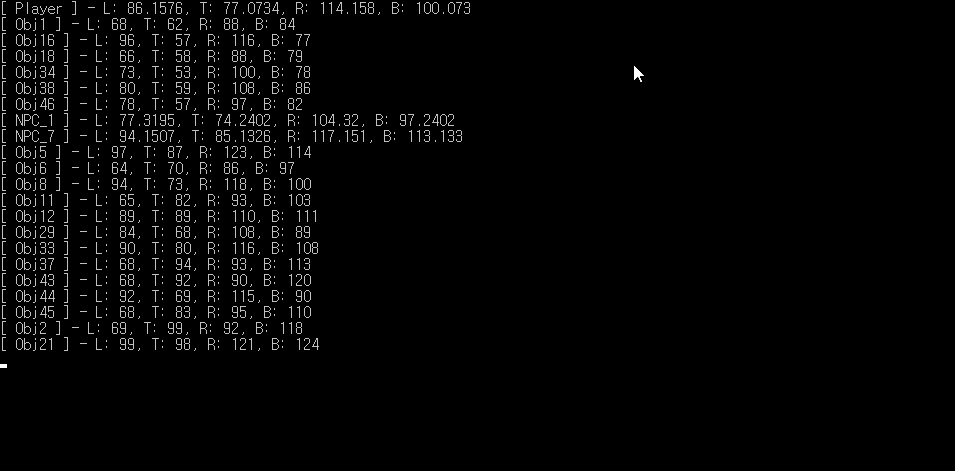 [ Player ] - L: 86.1576, T: 77.0734, R: 114.158, B: 100.073
[ Obj1 ] - L: 68, T: 62, R: 88, B: 84
[ Obj16 ] - L: 96, T: 57, R: 116, B: 77
[ Obj18 ] - L: 66, T: 58, R: 88, B: 79
[ Obj34 ] - L: 73, T: 53, R: 100, B: 78
[ Obj38 ] - L: 80, T: 59, R: 108, B: 86
[ Obj46 ] - L: 78, T: 57, R: 97, B: 82
[ NPC_1 ] - L: 77.3195, T: 74.2402, R: 104.32, B: 97.2402
[ NPC_7 ] - L: 94.1507, T: 85.1326, R: 117.151, B: 113.133
[ Obj5 ] - L: 97, T: 87, R: 123, B: 114
[ Obj6 ] - L: 64, T: 70, R: 86, B: 97
[ Obj8 ] - L: 94, T: 73, R: 118, B: 100
[ Obj11 ] - L: 65, T: 82, R: 93, B: 103
[ Obj12 ] - L: 89, T: 89, R: 110, B: 111
[ Obj29 ] - L: 84, T: 68, R: 108, B: 89
[ Obj33 ] - L: 90, T: 80, R: 116, B: 108
[ Obj37 ] - L: 68, T: 94, R: 93, B: 113
[ Obj43 ] - L: 68, T: 92, R: 90, B: 120
[ Obj44 ] - L: 92, T: 69, R: 115, B: 90
[ Obj45 ] - L: 68, T: 83, R: 95, B: 110
[ Obj2 ] - L: 69, T: 99, R: 92, B: 118
[ Obj21 ] - L: 99, T: 98, R: 121, B: 124